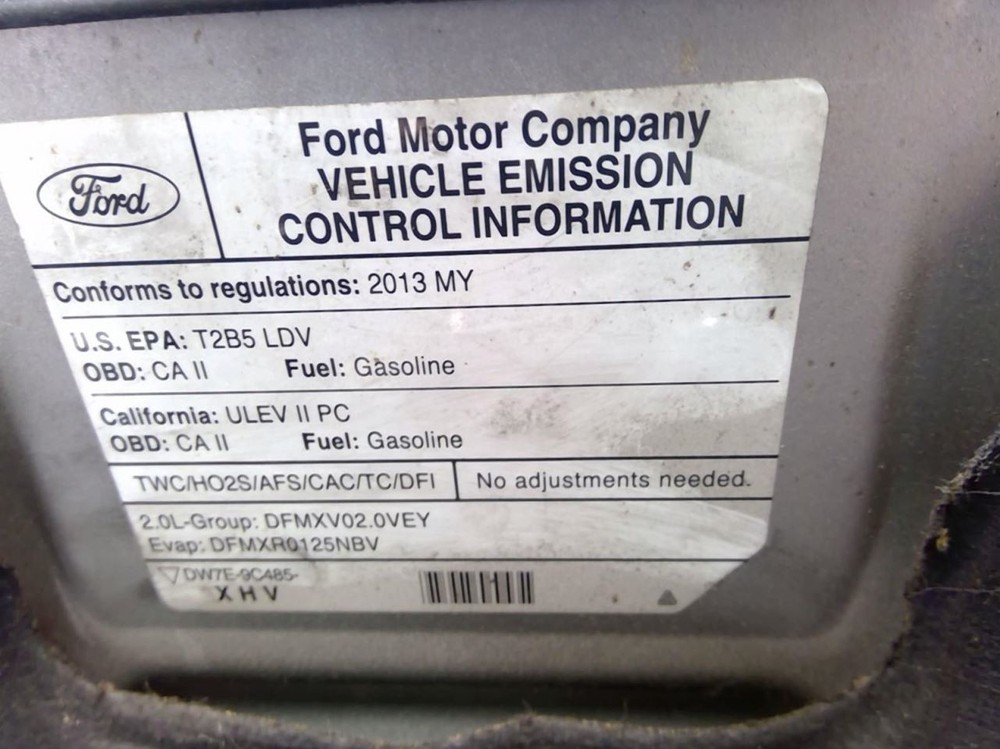 Ford
Ford Motor Company
VEHICLE EMISSION
CONTROL INFORMATION
Conforms to regulations: 2013 MY
U.S. EPA: T2B5 LDV
OBD: CA II Fuel: Gasoline
California: ULEV II PC
OBD: CA II Fuel: Gasoline
TWC/HO2S/AFS/CAC/TC/DFI No adjustments needed.
2.0L-Group: DFMXV02.0VEY
Evap: DFMXR0125NBV
DW7E-9C485-
XHV